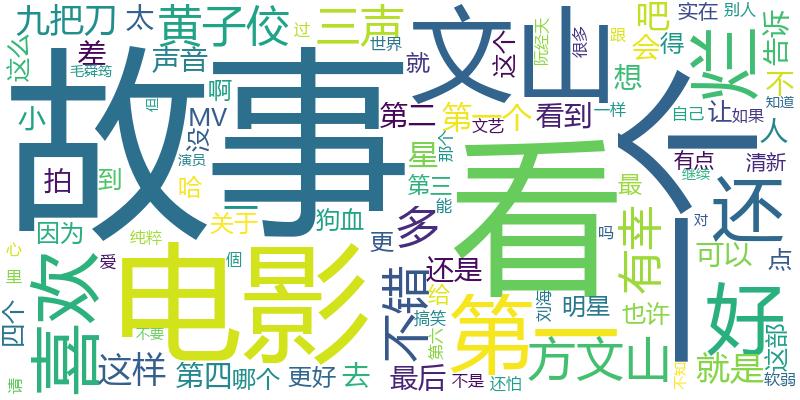 九把刀
太
黄子佼
三声
文山
吧
实在
别人
这么
差
毛舜筠
声音
过
世界
就
这个
阮经天
很多
会
得
跟
烂
告诉
故事
啊
想
不
小
但
MV
没
第二
第一个
看到
一样
自己
让
如果
知道
人
个
看
拍
到
演员
哈
一
星
那个
文艺
第三
能
最
有点
继续
清新
因为
纯粹
关于
狗血
多
更
有幸
还
对
吗
可以
点
心
里
爱
個
喜欢
电影
不错
还是
给
搞笑
第六
第一
刘海
明星
也许
好
这部
四个
请
这样
不要
第四
哪个
更好
去
最后
不是
还怕
方文山
不知
就是
软弱